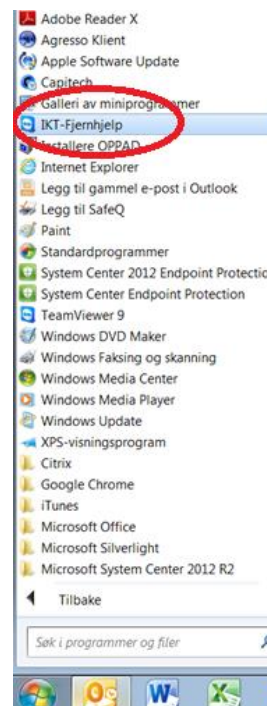 Adobe Reader X
Agresso Klient
Apple Software Update
Capitech
Galleri av miniprogrammer
IKT-Fjernhjelp
Installere OPPAD
Internet Explorer
Legg til gammel e-post i Outlook
Legg til SafeQ
Paint
Standardprogrammer
System Center 2012 Endpoint Protectio
System Center Endpoint Protection
TeamViewer 9
Windows DVD Maker
Windows Faksing og skanning
Windows Media Center
Windows Media Player
Windows Update
XPS-visningsprogram
Citrix
Google Chrome
iTunes
Microsoft Office
Microsoft Silverlight
Microsoft System Center 2012 R2
Tilbake
Søk i programmer og filer